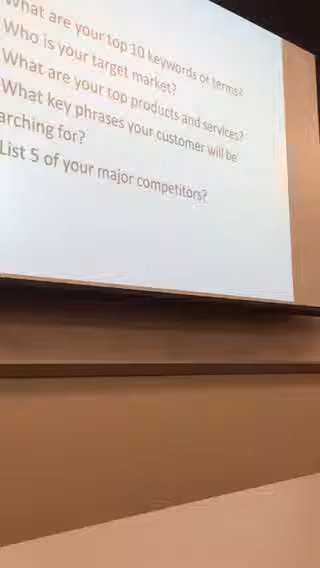 What are your top 10 keywords or terms?
Who is your target market?
What are your top products and services?
What key phrases your customer will be
arching for?
List 5 of your major competitors?